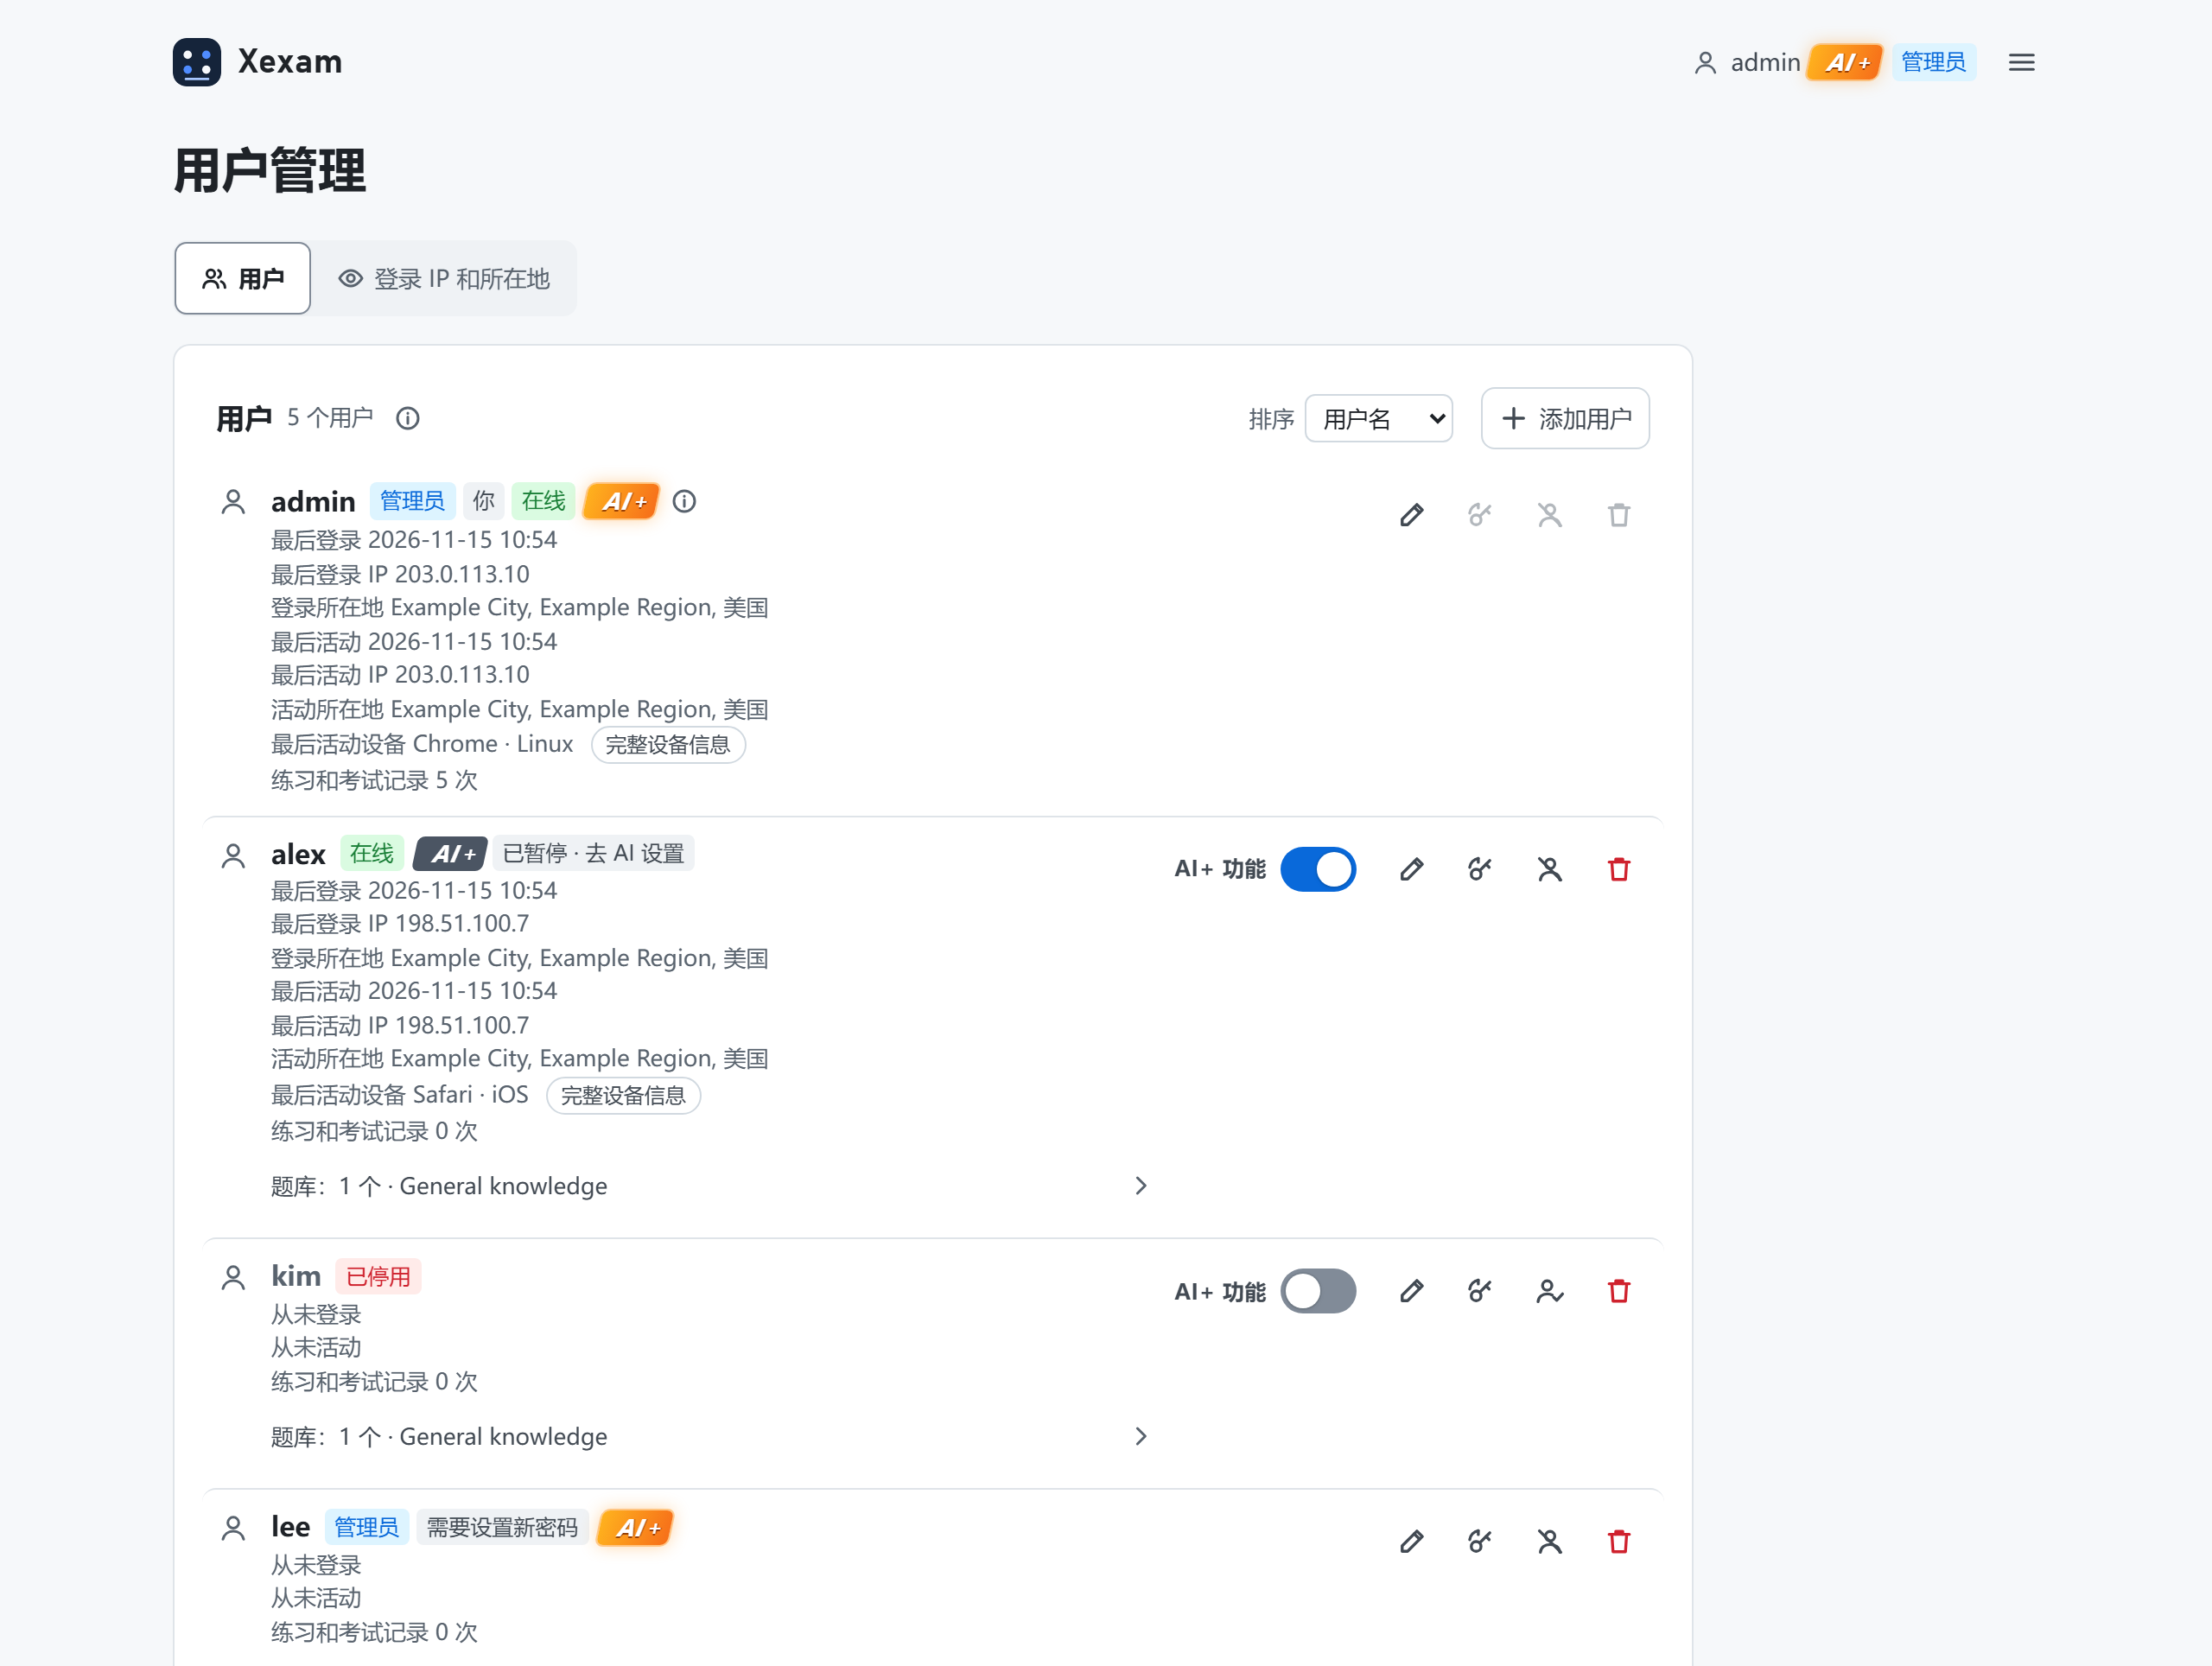 Xexam
admin AI+ 管理员
用户管理
用户 登录 IP 和所在地
用户 5 个用户 排序 用户名 添加用户
admin 管理员 你 在线 AI+
最后登录 2026-11-15 10:54
最后登录 IP 203.0.113.10
登录所在地 Example City, Example Region, 美国
最后活动 2026-11-15 10:54
最后活动 IP 203.0.113.10
活动所在地 Example City, Example Region, 美国
最后活动设备 Chrome · Linux 完整设备信息
练习和考试记录 5 次
alex 在线 AI+ 已暂停 · 去 AI 设置 AI+ 功能
最后登录 2026-11-15 10:54
最后登录 IP 198.51.100.7
登录所在地 Example City, Example Region, 美国
最后活动 2026-11-15 10:54
最后活动 IP 198.51.100.7
活动所在地 Example City, Example Region, 美国
最后活动设备 Safari · iOS 完整设备信息
练习和考试记录 0 次
题库：1 个 · General knowledge
kim 已停用 AI+ 功能
从未登录
从未活动
练习和考试记录 0 次
题库：1 个 · General knowledge
lee 管理员 需要设置新密码 AI+
从未登录
从未活动
练习和考试记录 0 次